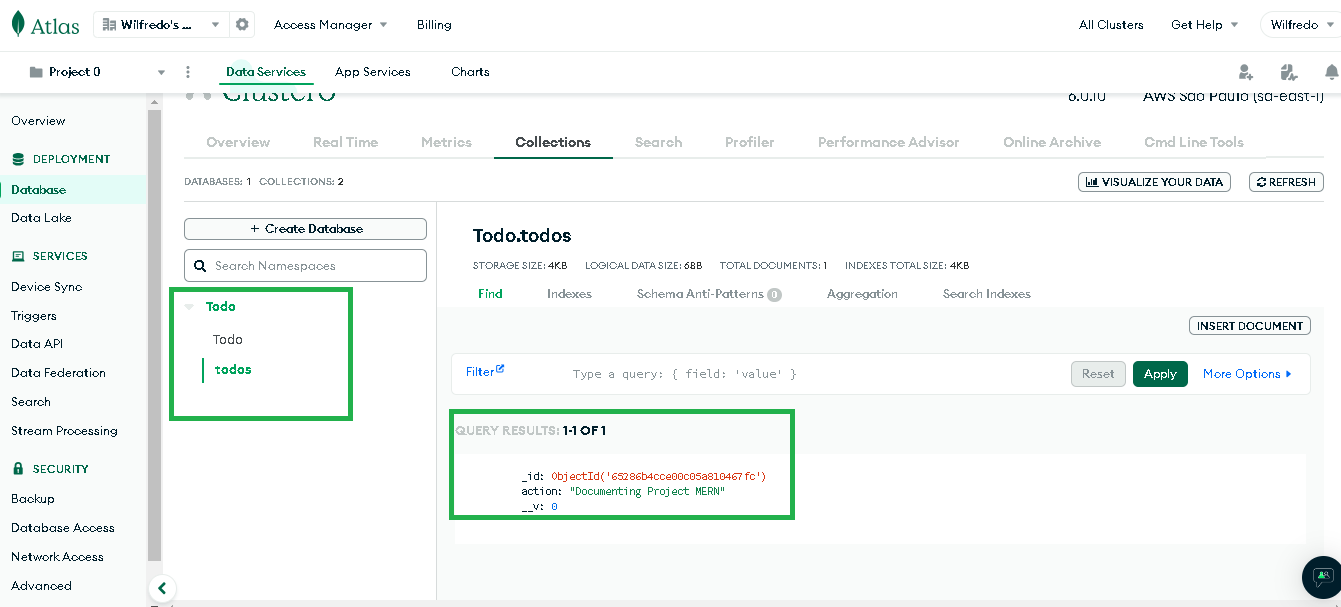 Atlas
Wilfredo's ...
Access Manager
Billing
All Clusters
Get Help
Wilfredo
Project 0
Data Services
App Services
Charts
Cluster0
6.0.10
AWS Sao Paulo (sa-east-1)
Overview
DEPLOYMENT
Database
Data Lake
SERVICES
Device Sync
Triggers
Data API
Data Federation
Search
Stream Processing
SECURITY
Backup
Database Access
Network Access
Advanced
Overview
Real Time
Metrics
Collections
Search
Profiler
Performance Advisor
Online Archive
Cmd Line Tools
DATABASES: 1 COLLECTIONS: 2
VISUALIZE YOUR DATA
REFRESH
+ Create Database
Search Namespaces
Todo
Todo
todos
Todo.todos
STORAGE SIZE: 4KB LOGICAL DATA SIZE: 68B TOTAL DOCUMENTS: 1 INDEXES TOTAL SIZE: 4KB
Find
Indexes
Schema Anti-Patterns 0
Aggregation
Search Indexes
INSERT DOCUMENT
Filter
Type a query: { field: 'value' }
Reset
Apply
More Options
QUERY RESULTS: 1-1 OF 1
_id: ObjectId('65286b4cce00c05a810467fc')
action: "Documenting Project MERN"
__v: 0